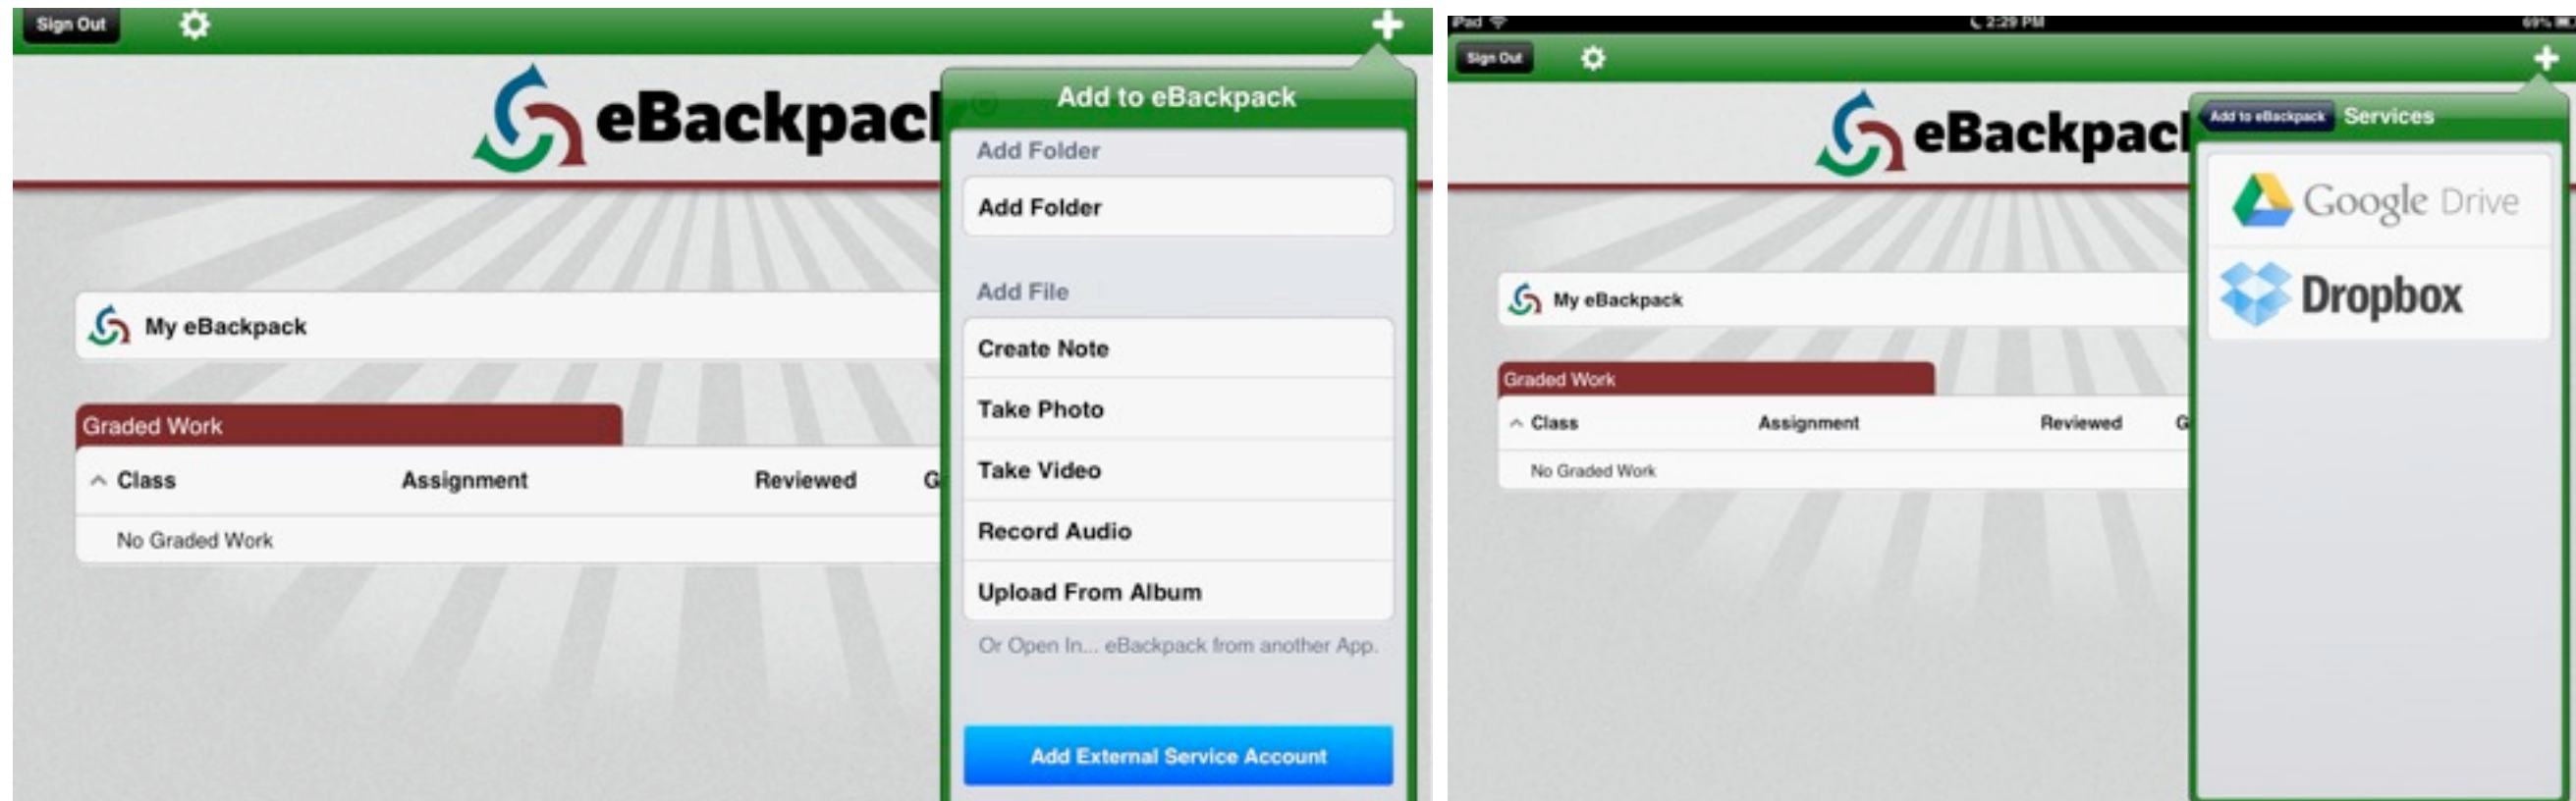 Sign Out
eBackpack
Add to eBackpack
Add Folder
Add Folder
Add File
Create Note
Take Photo
Take Video
Record Audio
Upload From Album
Or Open In... eBackpack from another App.
Add External Service Account
My eBackpack
Graded Work
Class Assignment Reviewed G
No Graded Work
iPad 2:29 PM 69%
Sign Out
eBackpack
Add to eBackpack Services
Google Drive
Dropbox
My eBackpack
Graded Work
Class Assignment Reviewed G
No Graded Work